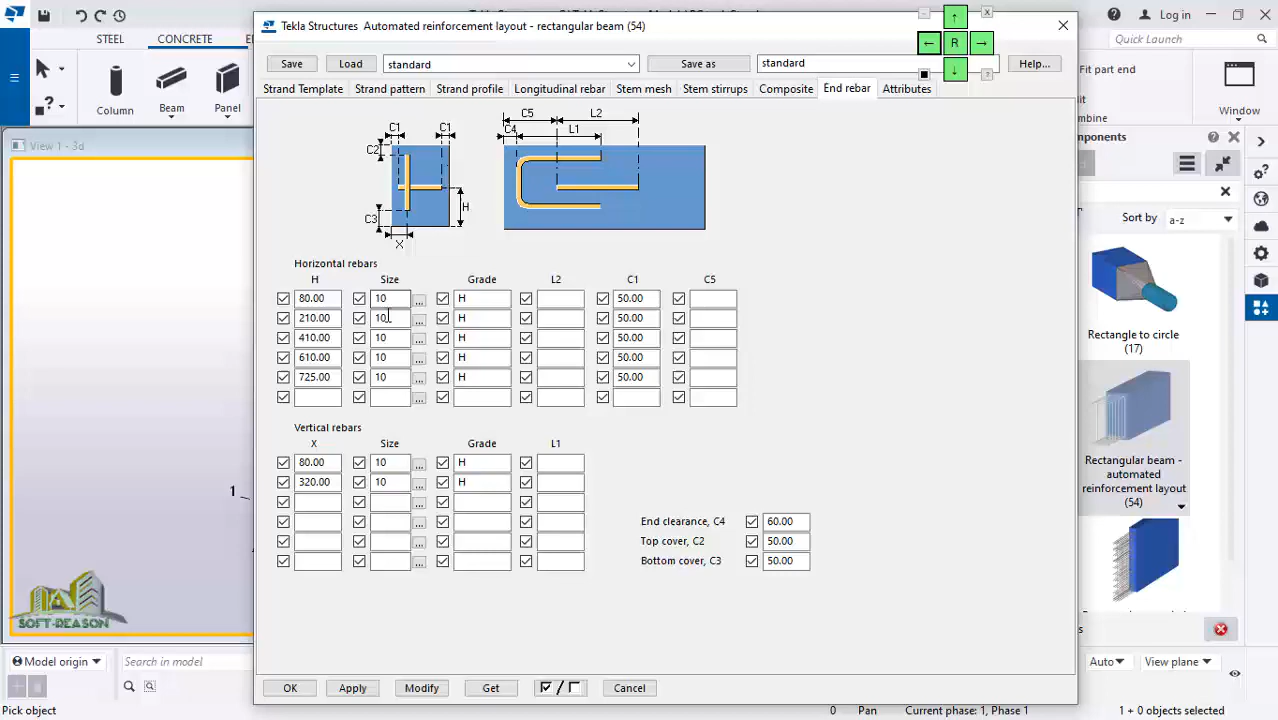 Log in
Tekla Structures Automated reinforcement layout - rectangular beam (54)
STEEL CONCRETE
Quick Launch
Save Load standard Save as standard Help...
← R →
Fit part end
Column Beam Panel Window
Strand Template Strand pattern Strand profile Longitudinal rebar Stem mesh Stem stirrups Composite End rebar Attributes
View 1 - 3d
C1 C1 C5 L2
C2 C4 L1
C3 H
X
Sort by a-z
Horizontal rebars
H Size Grade L2 C1 C5
80.00 10 ... H 50.00
210.00 10 ... H 50.00
410.00 10 ... H 50.00
610.00 10 ... H 50.00
725.00 10 ... H 50.00
...
Rectangle to circle
(17)
Vertical rebars
X Size Grade L1
80.00 10 ... H
320.00 10 ... H
...
...
...
...
End clearance, C4 60.00
Top cover, C2 50.00
Bottom cover, C3 50.00
Rectangular beam -
automated
reinforcement layout
(54)
1
SOFT-REASON
Model origin Search in model
Auto View plane
OK Apply Modify Get / Cancel
Pick object 0 Pan Current phase: 1, Phase 1 1 + 0 objects selected